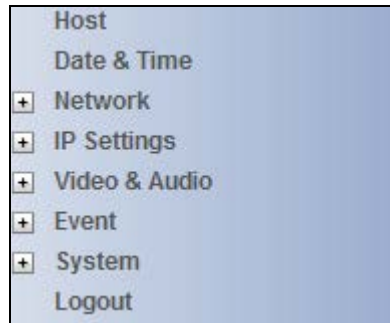 Host
Date & Time
Network
IP Settings
Video & Audio
Event
System
Logout